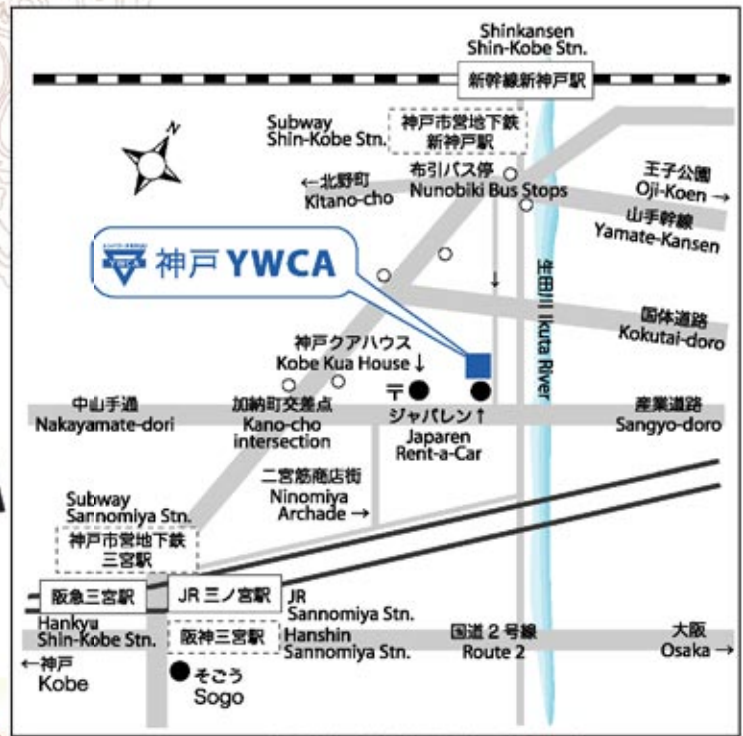 Shinkansen
Shin-Kobe Stn.
新幹線新神戸駅
N
Subway
Shin-Kobe Stn.
神戸市営地下鉄
新神戸駅
布引バス停
Nunobiki Bus Stops
←北野町
Kitano-cho
王子公園
Oji-Koen →
山手幹線
Yamate-Kansen
YWCA
神戸 YWCA
↓
生田川 Ikuta River
国体道路
Kokutai-doro
神戸クアハウス
Kobe Kua House ↓
〒
中山手通
Nakayamate-dori
加納町交差点
Kano-cho
intersection
ジャパレン ↑
Japaren
Rent-a-Car
産業道路
Sangyo-doro
二宮筋商店街
Ninomiya
Archade →
Subway
Sannomiya Stn.
神戸市営地下鉄
三宮駅
阪急三宮駅
JR 三ノ宮駅
JR
Sannomiya Stn.
Hankyu
Shin-Kobe Stn.
阪神三宮駅
Hanshin
Sannomiya Stn.
国道 2 号線
Route 2
大阪
Osaka →
←神戸
Kobe
そごう
Sogo